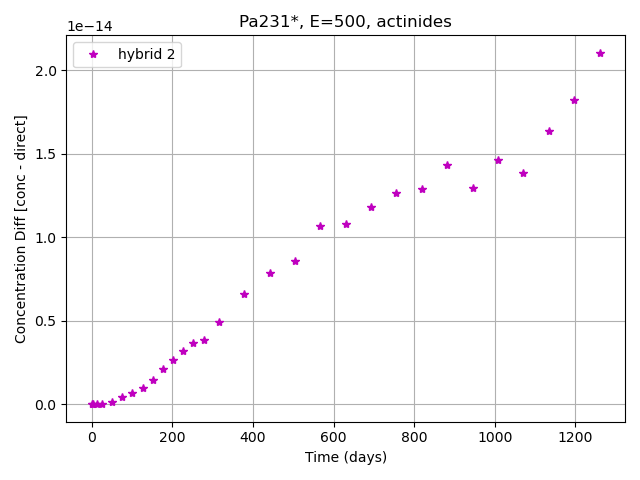 Pa231*, E=500, actinides
1e−14
hybrid 2
2.0
1.5
1.0
0.5
0.0
Concentration Diff [conc - direct]
0 200 400 600 800 1000 1200
Time (days)